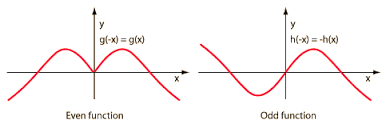 y
g(-x) = g(x)
x
Even function
y
h(-x) = -h(x)
x
Odd function